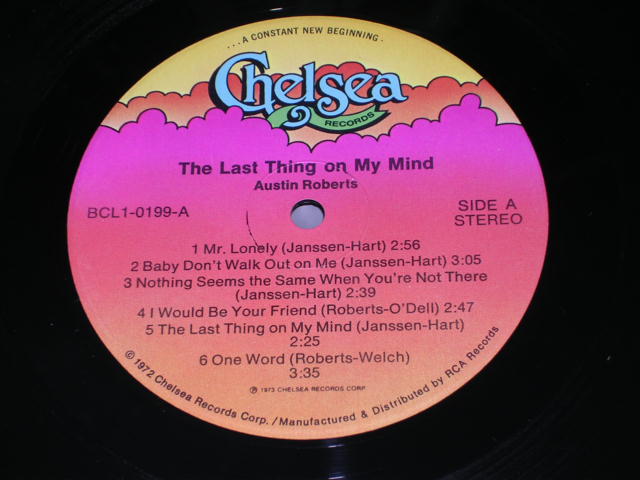 ...A CONSTANT NEW BEGINNING.
Chelsea
RECORDS
The Last Thing on My Mind
Austin Roberts
BCL1-0199-A
SIDE A
STEREO
1 Mr. Lonely (Janssen-Hart) 2:56
2 Baby Don't Walk Out on Me (Janssen-Hart) 3:05
3 Nothing Seems the Same When You're Not There
(Janssen-Hart) 2:39
4 I Would Be Your Friend (Roberts-O'Dell) 2:47
5 The Last Thing on My Mind (Janssen-Hart)
2:25
6 One Word (Roberts-Welch)
3:35
℗ 1973 CHELSEA RECORDS CORP
© 1972 Chelsea Records Corp. / Manufactured & Distributed by RCA Records